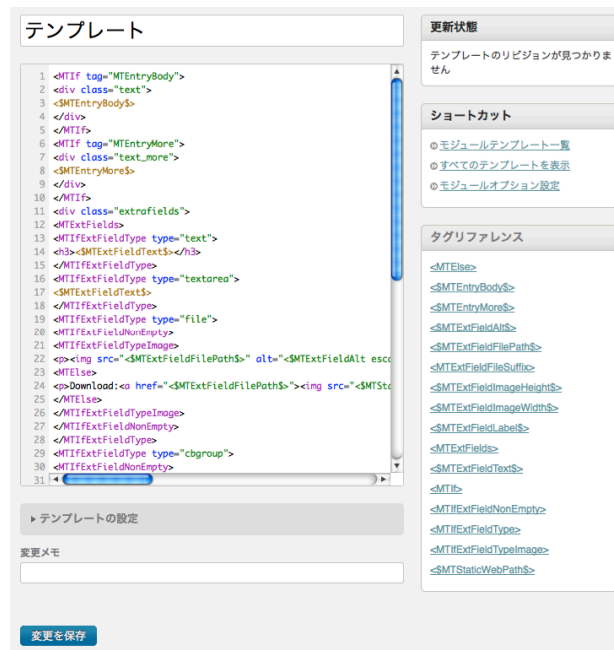 テンプレート
1 <MTIf tag="MTEntryBody">
2 <div class="text">
3 <$MTEntryBody$>
4 </div>
5 </MTIf>
6 <MTIf tag="MTEntryMore">
7 <div class="text_more">
8 <$MTEntryMore$>
9 </div>
10 </MTIf>
11 <div class="extrafields">
12 <MTExtFields>
13 <MTIfExtFieldType type="text">
14 <h3><$MTExtFieldText$></h3>
15 </MTIfExtFieldType>
16 <MTIfExtFieldType type="textarea">
17 <$MTExtFieldText$>
18 </MTIfExtFieldType>
19 <MTIfExtFieldType type="file">
20 <MTIfExtFieldNonEmpty>
21 <MTIfExtFieldTypeImage>
22 <p><img src="<$MTExtFieldFilePath$>" alt="<$MTExtFieldAlt esc
23 <MTElse>
24 <p>Download:<a href="<$MTExtFieldFilePath$>"><img src="<$MTSta
25 </MTElse>
26 </MTIfExtFieldTypeImage>
27 </MTIfExtFieldNonEmpty>
28 </MTIfExtFieldType>
29 <MTIfExtFieldType type="cbgroup">
30 <MTIfExtFieldNonEmpty>
31
テンプレートの設定
変更メモ
変更を保存
更新状態
テンプレートのリビジョンが見つかりま
せん
ショートカット
モジュールテンプレート一覧
すべてのテンプレートを表示
モジュールオプション設定
タグリファレンス
<MTElse>
<$MTEntryBody$>
<$MTEntryMore$>
<$MTExtFieldAlt$>
<$MTExtFieldFilePath$>
<MTExtFieldFileSuffix>
<$MTExtFieldImageHeight$>
<$MTExtFieldImageWidth$>
<$MTExtFieldLabel$>
<MTExtFields>
<$MTExtFieldText$>
<MTIf>
<MTIfExtFieldNonEmpty>
<MTIfExtFieldType>
<MTIfExtFieldTypeImage>
<$MTStaticWebPath$>